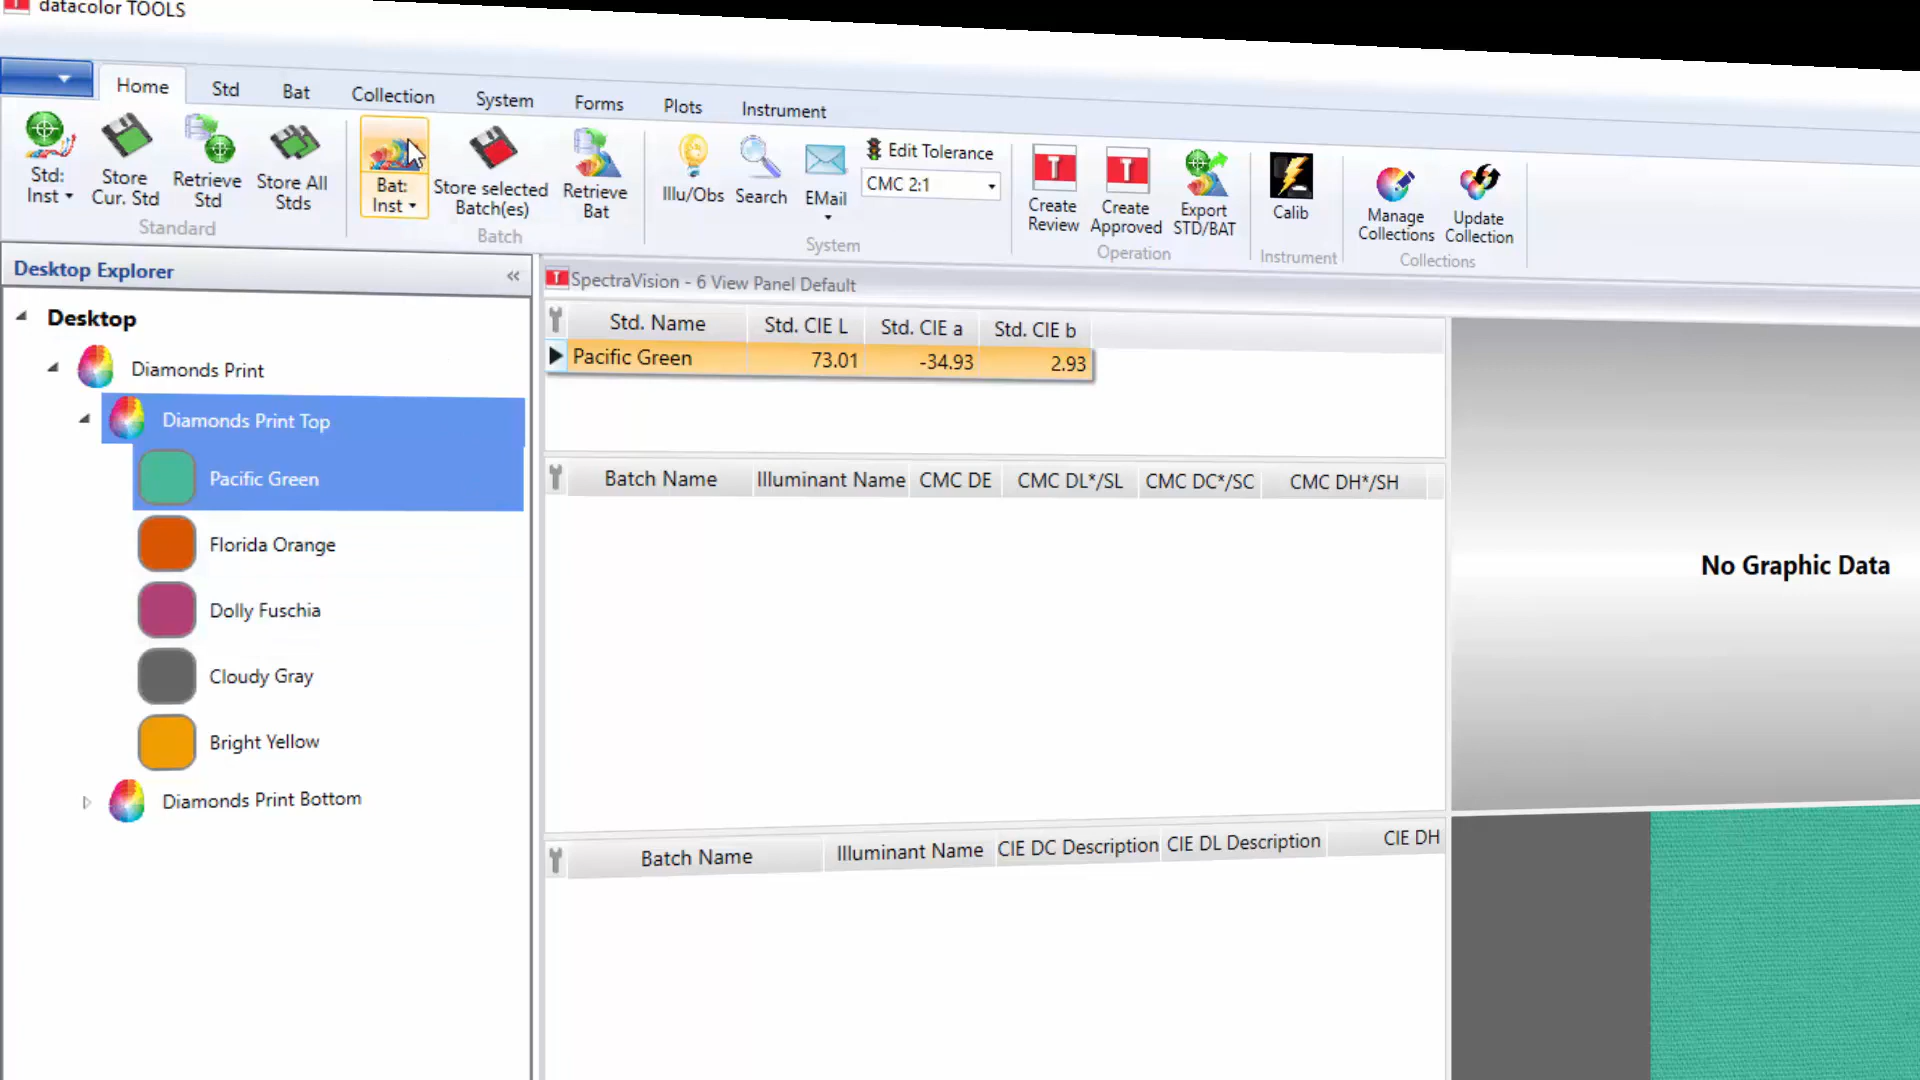 datacolor TOOLS
Home Std Bat Collection System Forms Plots Instrument
Std:
Inst
Store
Cur. Std
Retrieve
Std
Store All
Stds
Standard
Bat:
Inst
Store selected
Batch(es)
Retrieve
Bat
Batch
Illu/Obs
Search
EMail
Edit Tolerance
CMC 2:1
System
Create
Review
Create
Approved
Export
STD/BAT
Operation
Calib
Instrument
Manage
Collections
Update
Collection
Collections
Desktop Explorer
Desktop
Diamonds Print
Diamonds Print Top
Pacific Green
Florida Orange
Dolly Fuschia
Cloudy Gray
Bright Yellow
Diamonds Print Bottom
SpectraVision - 6 View Panel Default
Std. Name Std. CIE L Std. CIE a Std. CIE b
Pacific Green 73.01 -34.93 2.93
Batch Name Illuminant Name CMC DE CMC DL*/SL CMC DC*/SC CMC DH*/SH
Batch Name Illuminant Name CIE DC Description CIE DL Description CIE DH
No Graphic Data